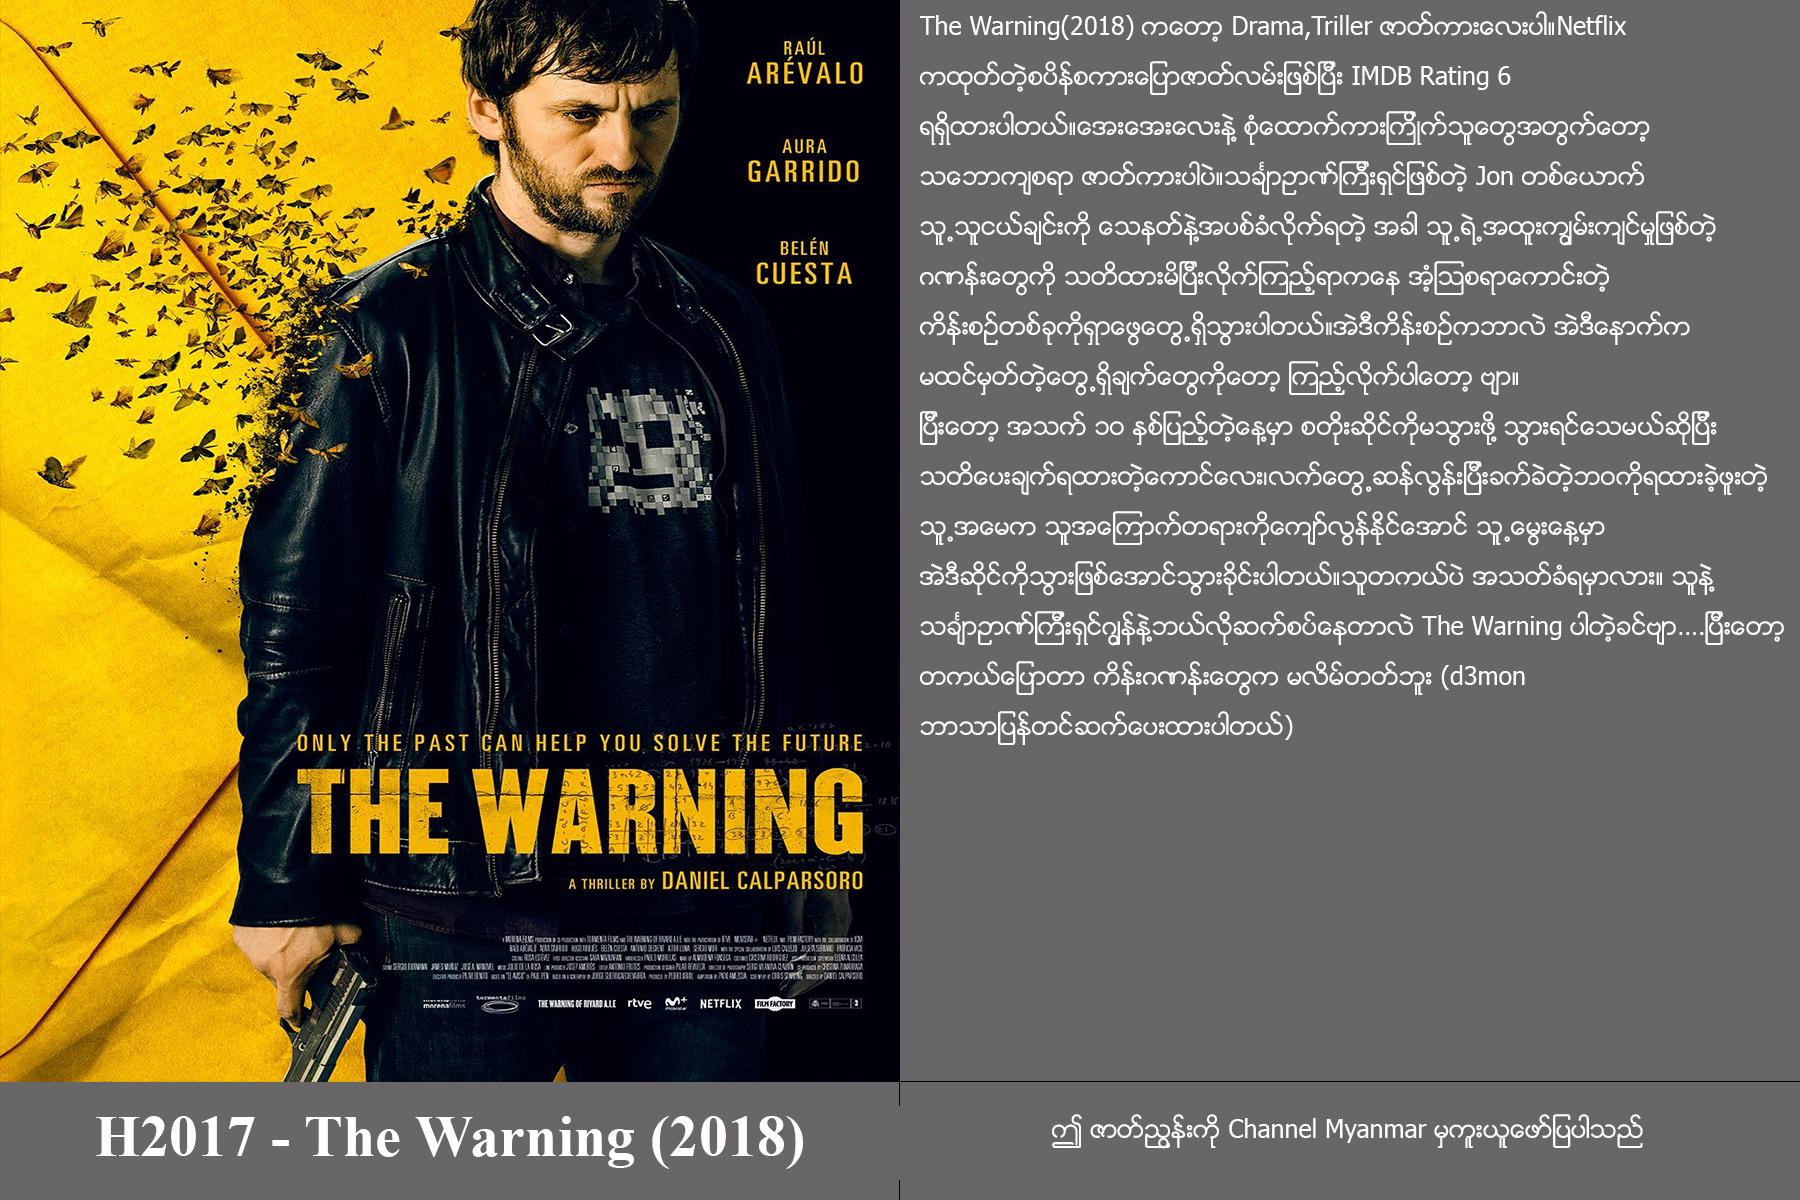 RAÚL
ARÉVALO
AURA
GARRIDO
BELÉN
CUESTA
ONLY THE PAST CAN HELP YOU SOLVE THE FUTURE
THE WARNING
A THRILLER BY DANIEL CALPARSORO
morenafilms tormentafilms THE WARNING OF RIVARD A.I.E rtve M+ movistar NETFLIX FILM FACTORY
The Warning(2018) ကတော့ Drama,Triller ဇာတ်ကားလေးပါ။Netflix
ကထုတ်တဲ့စပိန်စကားပြောဇာတ်လမ်းဖြစ်ပြီး IMDB Rating 6
ရရှိထားပါတယ်။အေးအေးလေးနဲ့ စုံထောက်ကားကြိုက်သူတွေအတွက်တော့
သဘောကျစရာ ဇာတ်ကားပါပဲ။သင်္ချာဉာဏ်ကြီးရှင်ဖြစ်တဲ့ Jon တစ်ယောက်
သူ့သူငယ်ချင်းကို သေနတ်နဲ့အပစ်ခံလိုက်ရတဲ့ အခါ သူ့ရဲ့အထူးကျွမ်းကျင်မှုဖြစ်တဲ့
ဂဏန်းတွေကို သတိထားမိပြီးလိုက်ကြည့်ရာကနေ အံ့ဩစရာကောင်းတဲ့
ကိန်းစဉ်တစ်ခုကိုရှာဖွေတွေ့ရှိသွားပါတယ်။အဲဒီကိန်းစဉ်ကဘာလဲ အဲဒီနောက်က
မထင်မှတ်တဲ့တွေ့ရှိချက်တွေကိုတော့ ကြည့်လိုက်ပါတော့ ဗျာ။
ပြီးတော့ အသက် ၁၀ နှစ်ပြည့်တဲ့နေ့မှာ စတိုးဆိုင်ကိုမသွားဖို့ သွားရင်သေမယ်ဆိုပြီး
သတိပေးချက်ရထားတဲ့ကောင်လေး၊လက်တွေ့ဆန်လွန်းပြီးခက်ခဲတဲ့ဘဝကိုရထားခဲ့ဖူးတဲ့
သူ့အမေက သူအကြောက်တရားကိုကျော်လွန်နိုင်အောင် သူ့မွေးနေ့မှာ
အဲဒီဆိုင်ကိုသွားဖြစ်အောင်သွားခိုင်းပါတယ်။သူတကယ်ပဲ အသတ်ခံရမှာလား။ သူနဲ့
သင်္ချာဉာဏ်ကြီးရှင်ဂျွန်နဲ့ဘယ်လိုဆက်စပ်နေတာလဲ The Warning ပါတဲ့ခင်ဗျာ....ပြီးတော့
တကယ်ပြောတာ ကိန်းဂဏန်းတွေက မလိမ်တတ်ဘူး (d3mon
ဘာသာပြန်တင်ဆက်ပေးထားပါတယ်)
H2017 - The Warning (2018)
ဤ ဇာတ်ညွှန်းကို Channel Myanmar မှကူးယူဖော်ပြပါသည်